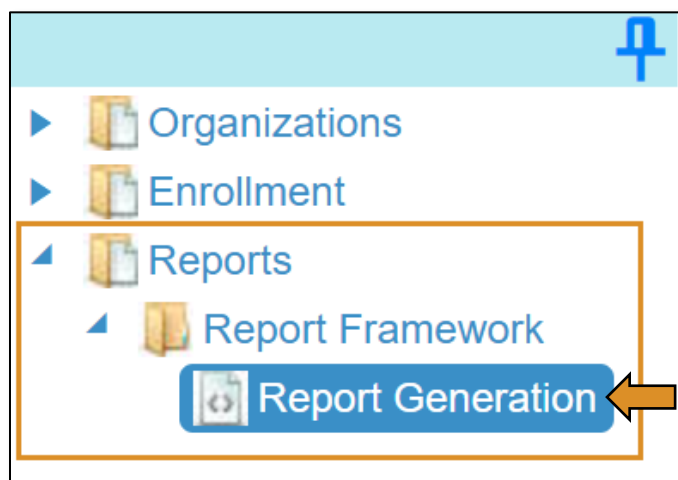 Organizations
Enrollment
Reports
Report Framework
Report Generation